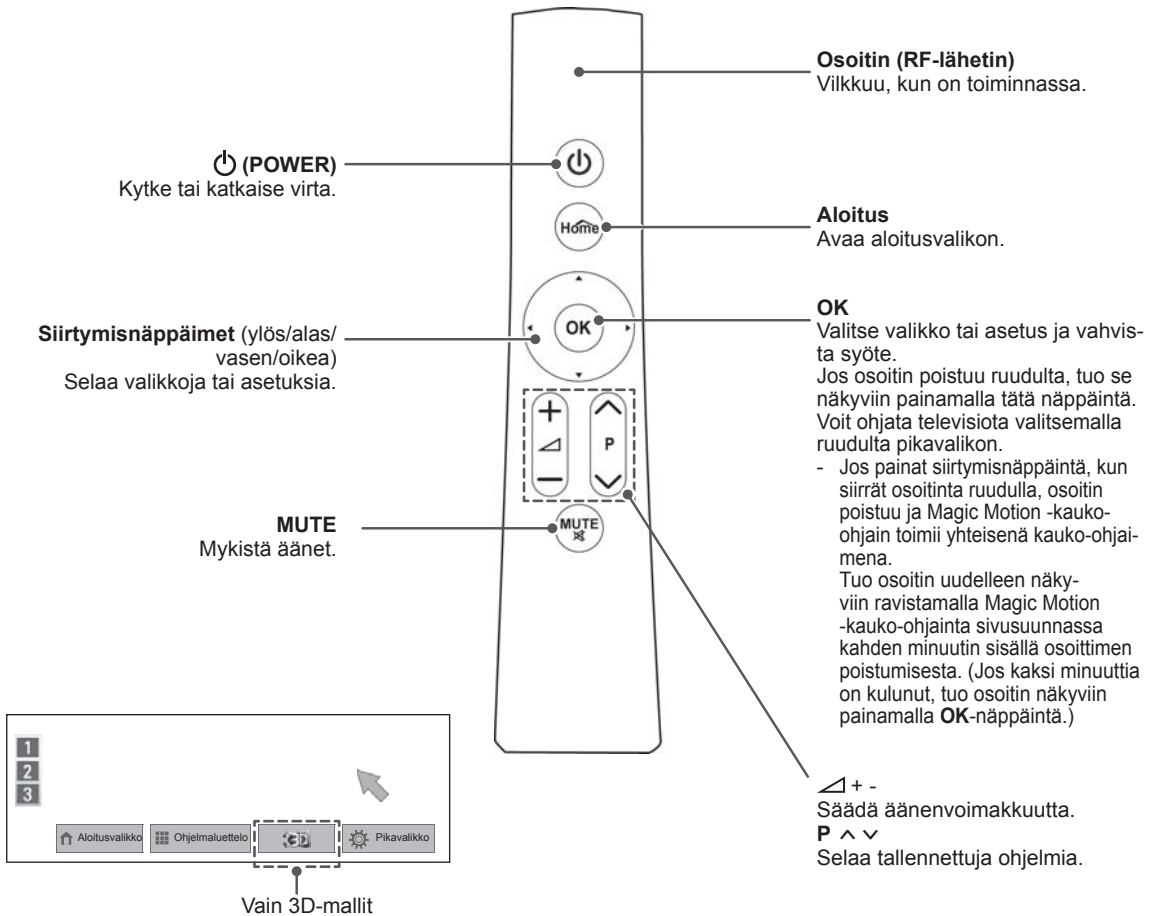 Osoitin (RF-lähetin)
Vilkkuu, kun on toiminnassa.
(POWER)
Kytke tai katkaise virta.
Home
Aloitus
Avaa aloitusvalikon.
Siirtymisnäppäimet (ylös/alas/
vasen/oikea)
Selaa valikkoja tai asetuksia.
OK
OK
Valitse valikko tai asetus ja vahvis-
ta syöte.
Jos osoitin poistuu ruudulta, tuo se
näkyviin painamalla tätä näppäintä.
Voit ohjata televisiota valitsemalla
ruudulta pikavalikon.
- Jos painat siirtymisnäppäintä, kun
siirrät osoitinta ruudulla, osoitin
poistuu ja Magic Motion -kauko-
ohjain toimii yhteisenä kauko-ohjai-
mena.
Tuo osoitin uudelleen näky-
viin ravistamalla Magic Motion
-kauko-ohjainta sivusuunnassa
kahden minuutin sisällä osoittimen
poistumisesta. (Jos kaksi minuuttia
on kulunut, tuo osoitin näkyviin
painamalla OK-näppäintä.)
+
P
−
MUTE
MUTE
Mykistä äänet.
+ -
Säädä äänenvoimakkuutta.
P
Selaa tallennettuja ohjelmia.
1
2
3
Aloitusvalikko
Ohjelmaluettelo
3D
Pikavalikko
Vain 3D-mallit